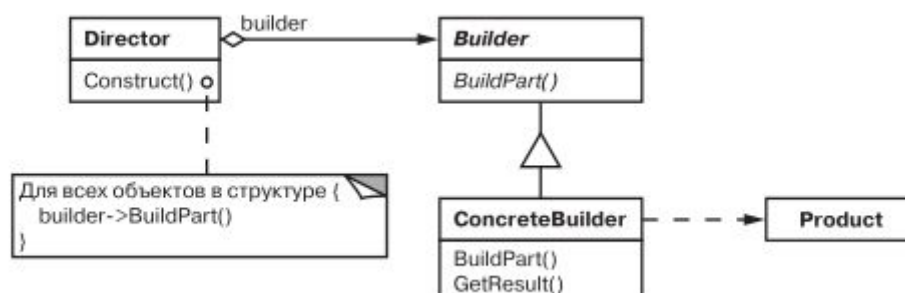 Director
builder
Builder
Construct()
BuildPart()
Для всех объектов в структуре {
builder->BuildPart()
}
ConcreteBuilder
Product
BuildPart()
GetResult()